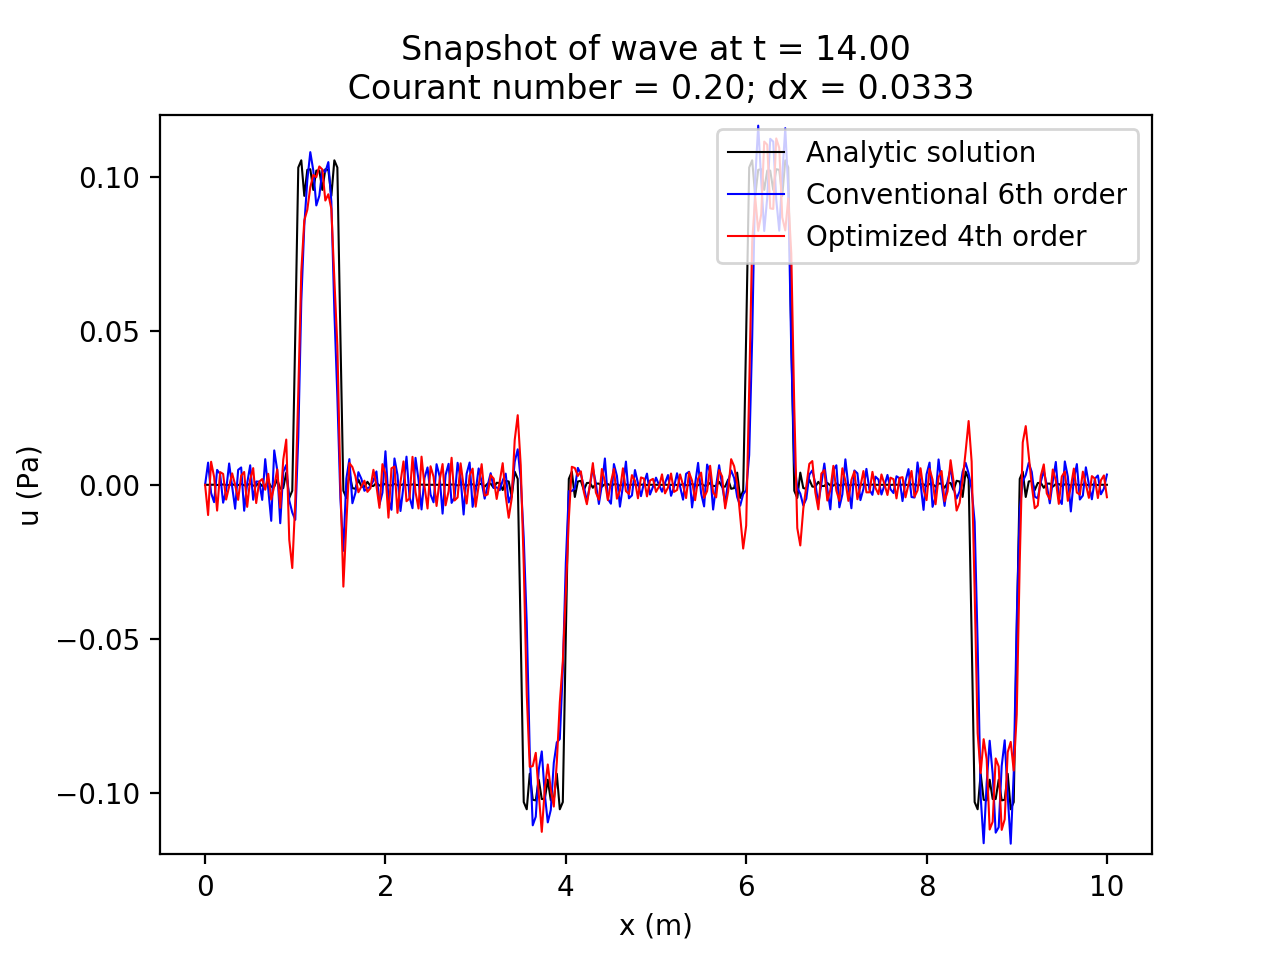 Snapshot of wave at t = 14.00
Courant number = 0.20; dx = 0.0333
Analytic solution
Conventional 6th order
Optimized 4th order
0.10
0.05
0.00
−0.05
−0.10
u (Pa)
0 2 4 6 8 10
x (m)